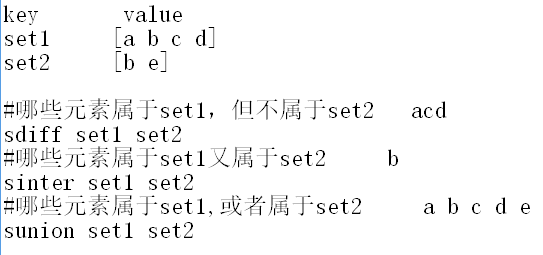 key value
set1 [a b c d]
set2 [b e]
#哪些元素属于set1，但不属于set2 acd
sdiff set1 set2
#哪些元素属于set1又属于set2 b
sinter set1 set2
#哪些元素属于set1,或者属于set2 a b c d e
sunion set1 set2